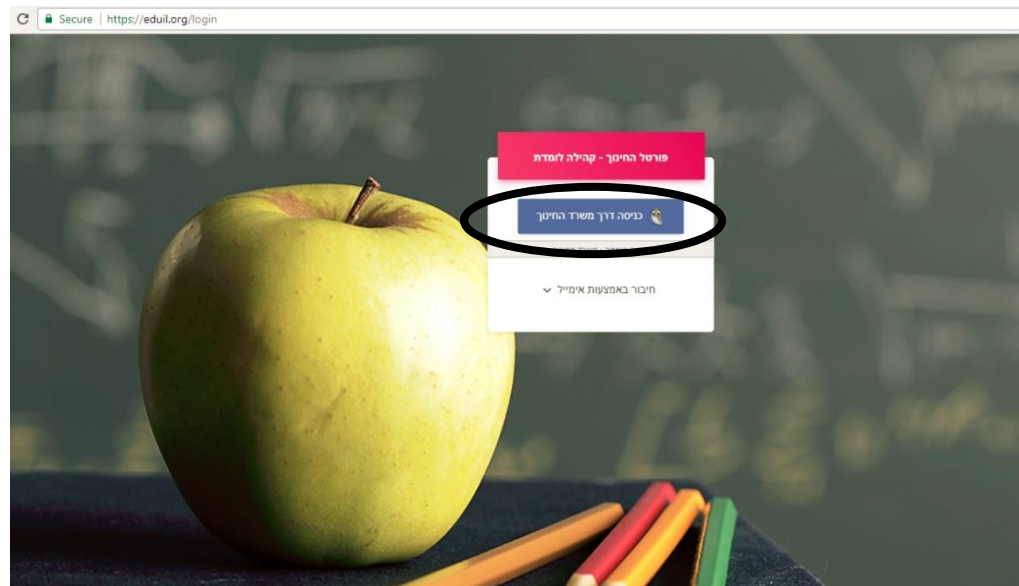 Secure | https://eduil.org/login
פורטל החינוך - קהילה לומדת
כניסה דרך משרד החינוך
חיבור באמצעות אימייל